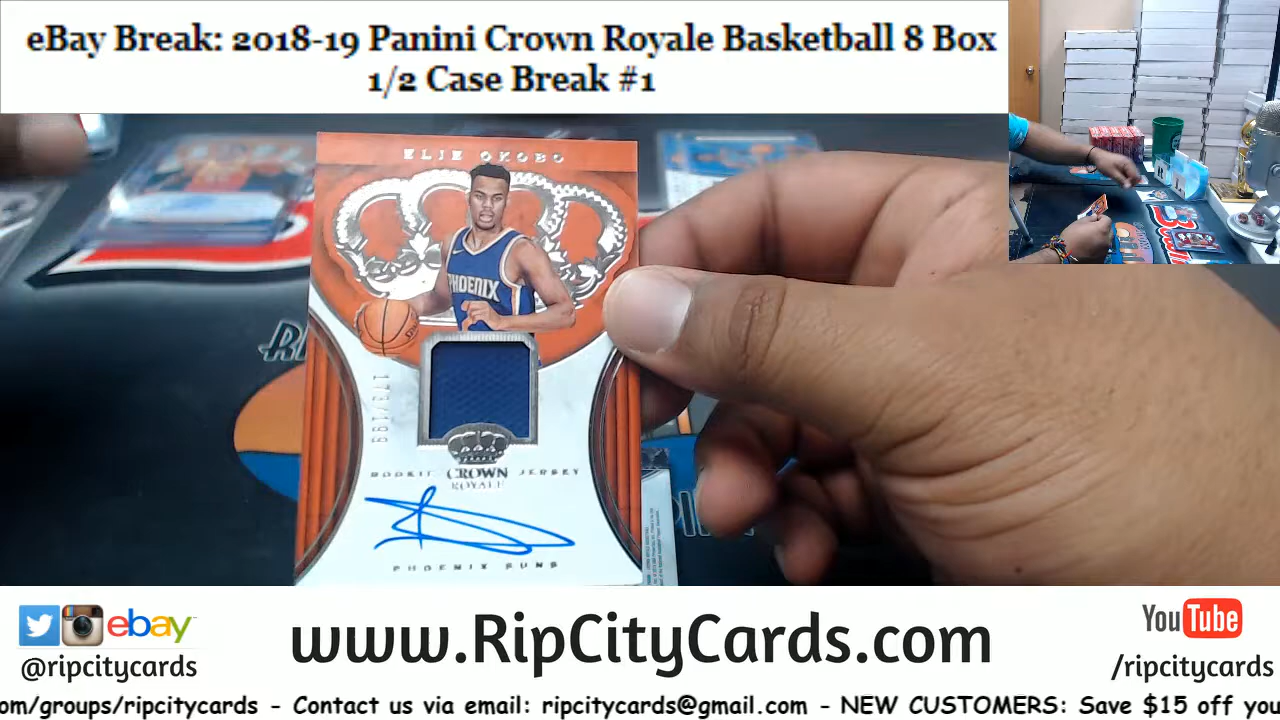 eBay Break: 2018-19 Panini Crown Royale Basketball 8 Box
1/2 Case Break #1
ELIE OKOBO
PHOENIX
173/199
ROOKIE CROWN JERSEY
ROYALE
PHOENIX SUNS
ebay
@ripcitycards
www.RipCityCards.com
YouTube
/ripcitycards
om/groups/ripcitycards - Contact us via email: ripcitycards@gmail.com - NEW CUSTOMERS: Save $15 off you